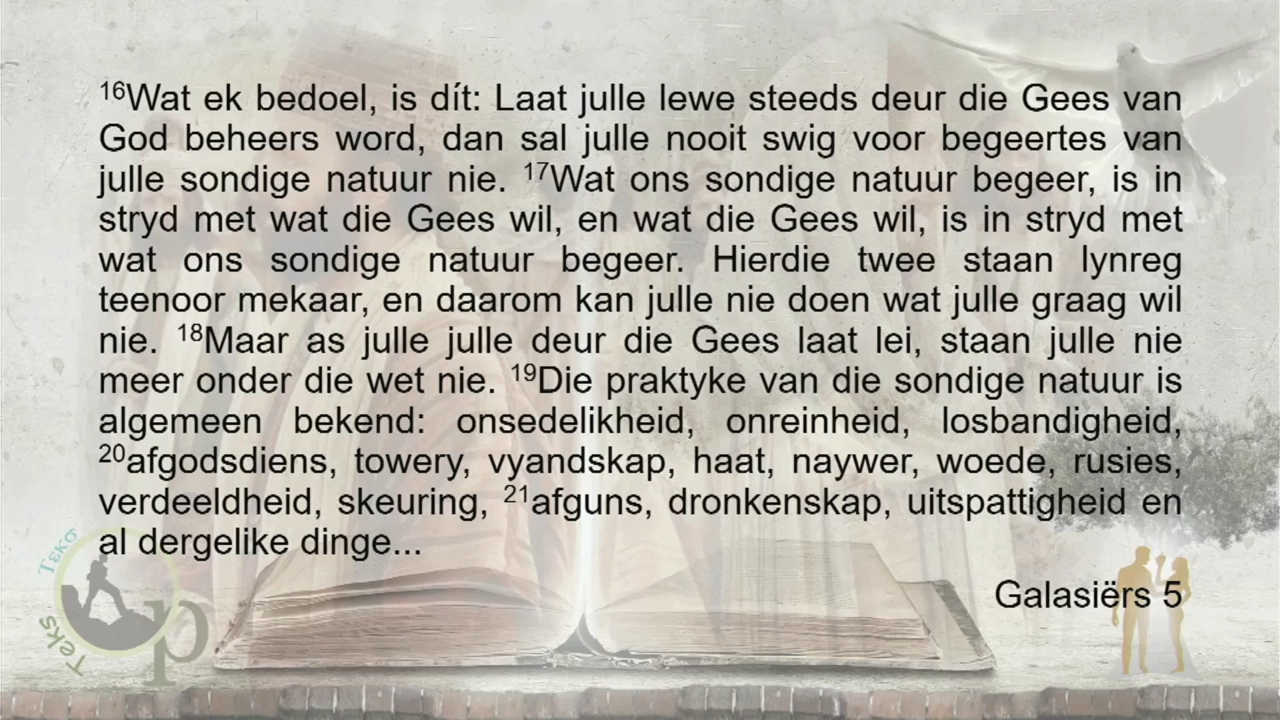 ¹⁶Wat ek bedoel, is dít: Laat julle lewe steeds deur die Gees van
God beheers word, dan sal julle nooit swig voor begeertes van
julle sondige natuur nie. ¹⁷Wat ons sondige natuur begeer, is in
stryd met wat die Gees wil, en wat die Gees wil, is in stryd met
wat ons sondige natuur begeer. Hierdie twee staan lynreg
teenoor mekaar, en daarom kan julle nie doen wat julle graag wil
nie. ¹⁸Maar as julle julle deur die Gees laat lei, staan julle nie
meer onder die wet nie. ¹⁹Die praktyke van die sondige natuur is
algemeen bekend: onsedelikheid, onreinheid, losbandigheid,
²⁰afgodsdiens, towery, vyandskap, haat, naywer, woede, rusies,
verdeeldheid, skeuring, ²¹afguns, dronkenskap, uitspattigheid en
al dergelike dinge...
Galasiërs 5
Τεκσ
Op
Teks